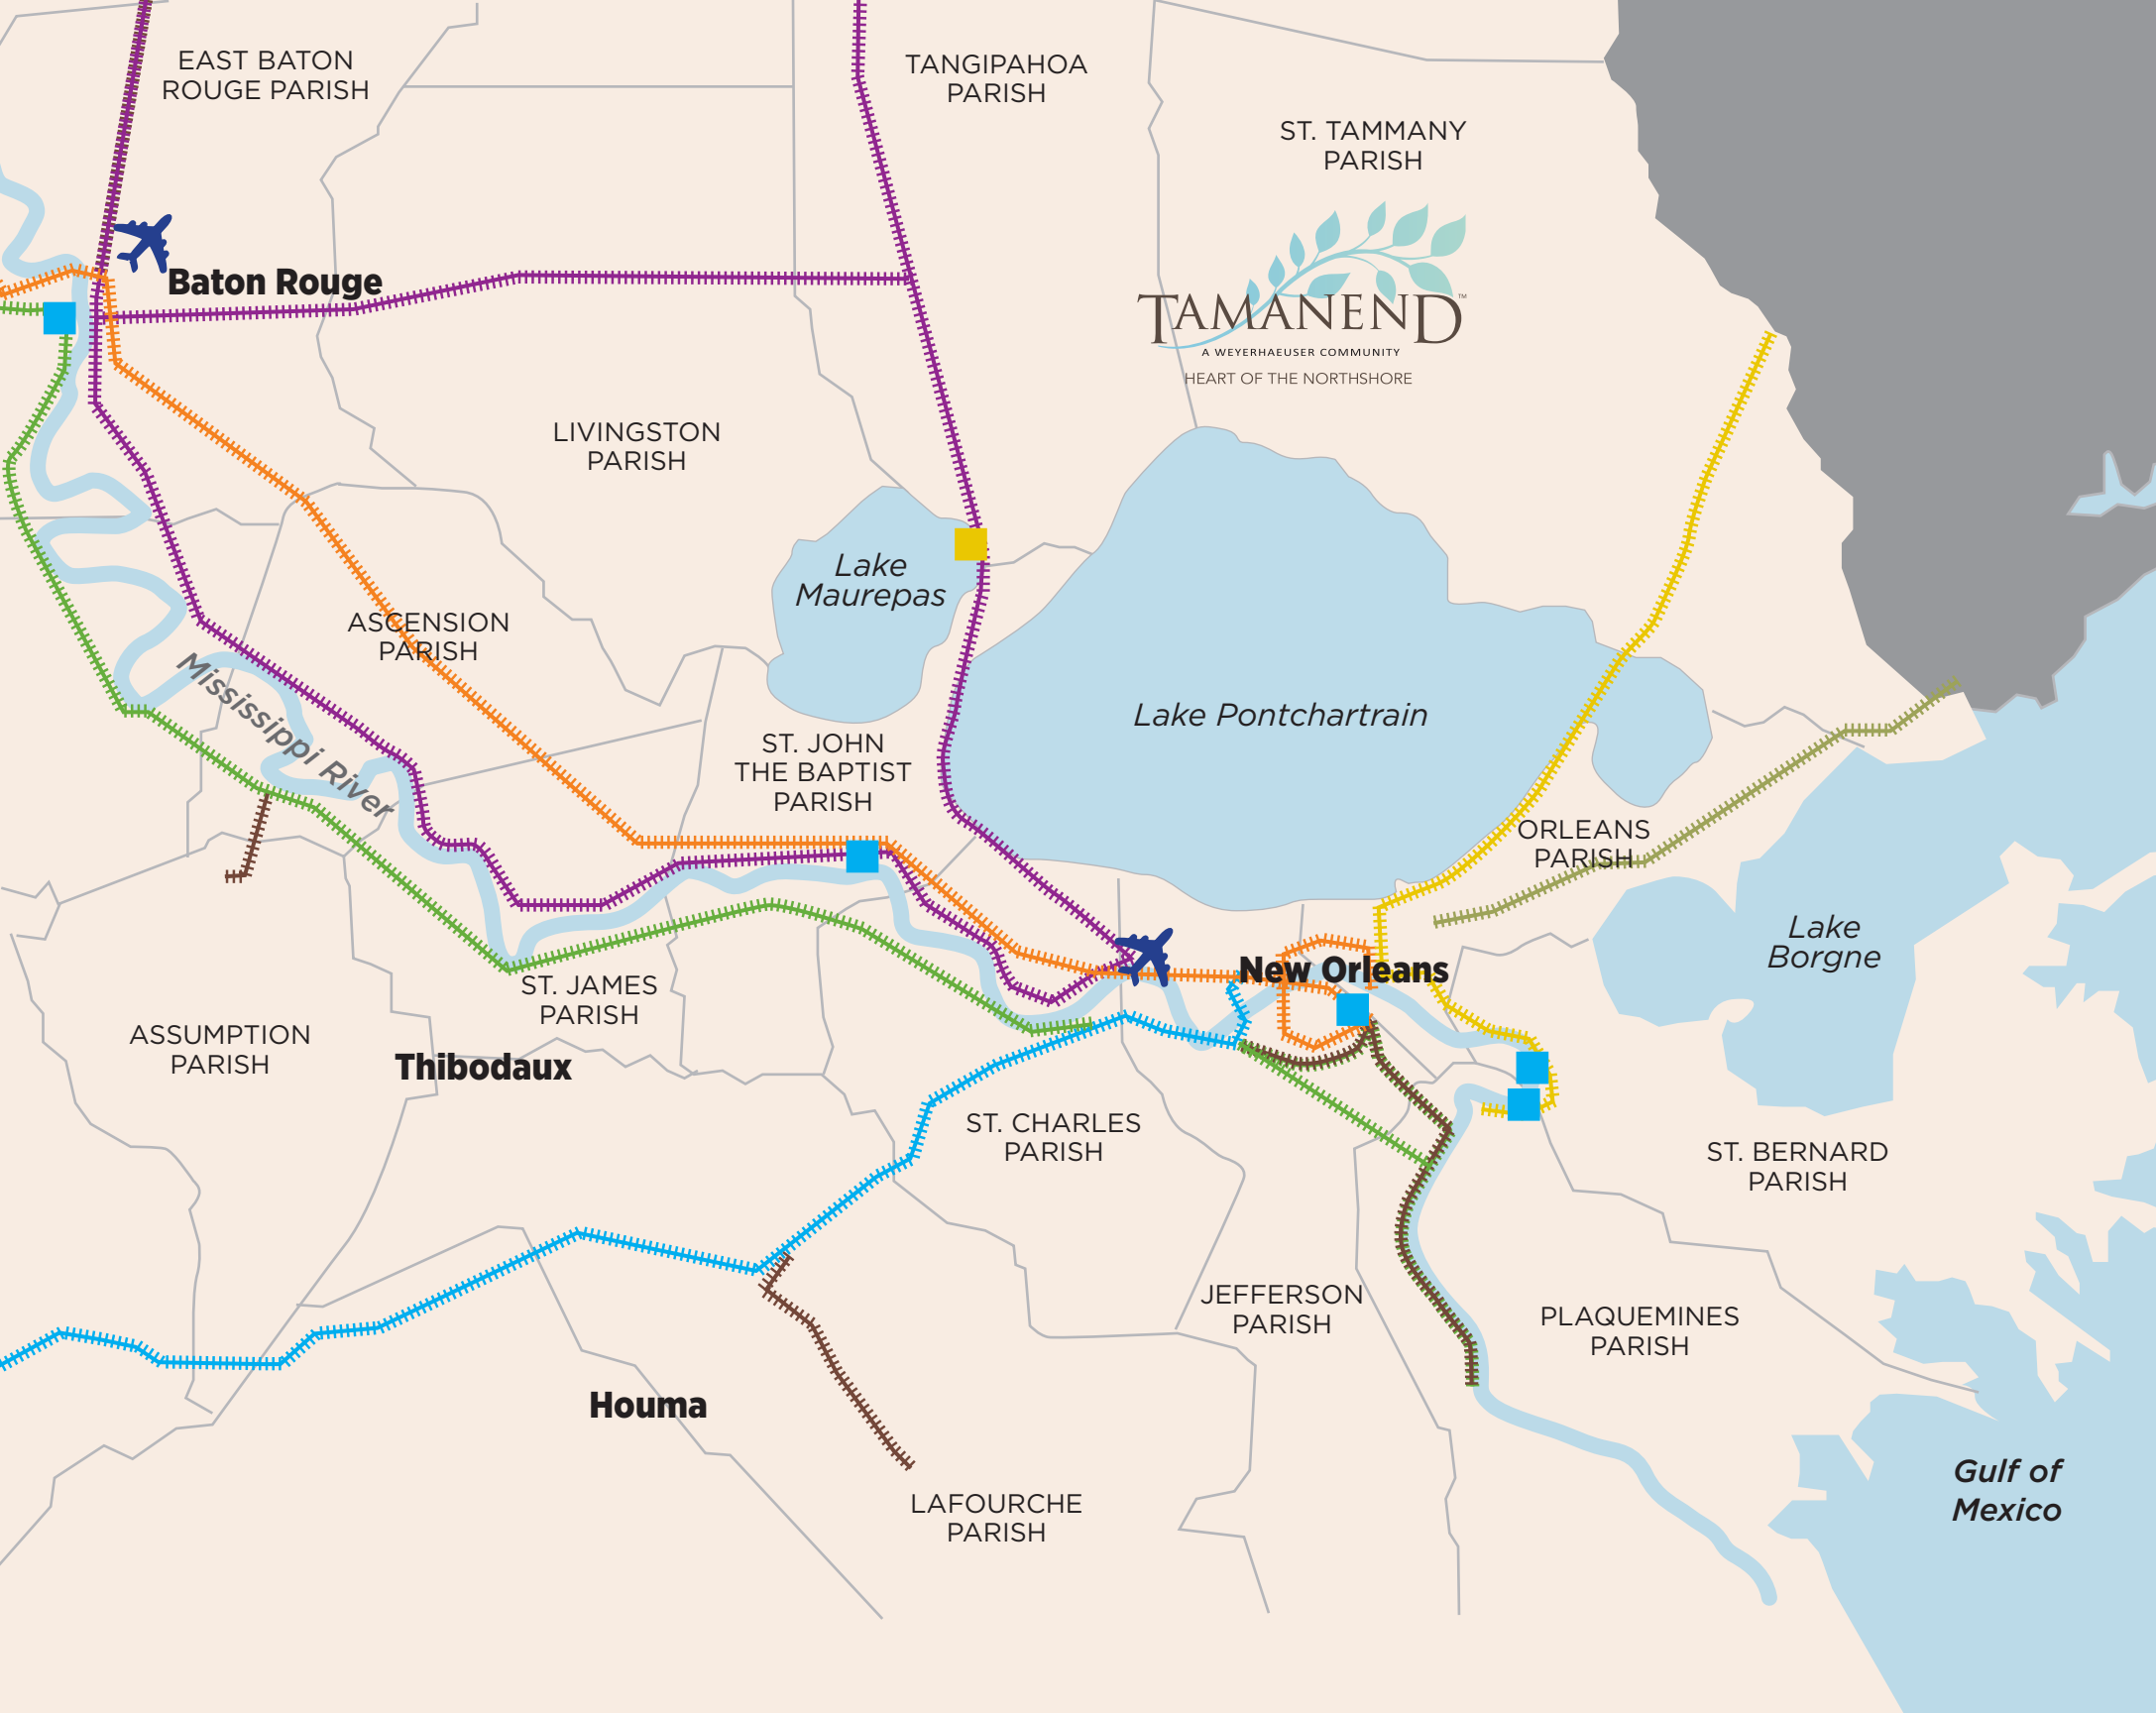 EAST BATON
ROUGE PARISH
TANGIPAHOA
PARISH
ST. TAMMANY
PARISH
Baton Rouge
TAMANEND™
A WEYERHAEUSER COMMUNITY
HEART OF THE NORTHSHORE
LIVINGSTON
PARISH
Lake
Maurepas
ASCENSION
PARISH
Mississippi River
Lake Pontchartrain
ST. JOHN
THE BAPTIST
PARISH
ORLEANS
PARISH
Lake
Borgne
New Orleans
ST. JAMES
PARISH
ASSUMPTION
PARISH
Thibodaux
ST. CHARLES
PARISH
ST. BERNARD
PARISH
JEFFERSON
PARISH
PLAQUEMINES
PARISH
Houma
LAFOURCHE
PARISH
Gulf of
Mexico